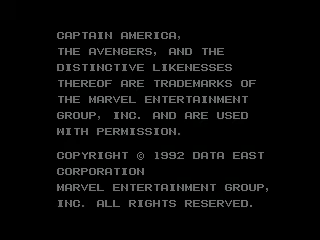 CAPTAIN AMERICA,
THE AVENGERS, AND THE
DISTINCTIVE LIKENESSES
THEREOF ARE TRADEMARKS OF
THE MARVEL ENTERTAINMENT
GROUP, INC. AND ARE USED
WITH PERMISSION.
COPYRIGHT © 1992 DATA EAST
CORPORATION
MARVEL ENTERTAINMENT GROUP,
INC. ALL RIGHTS RESERVED.